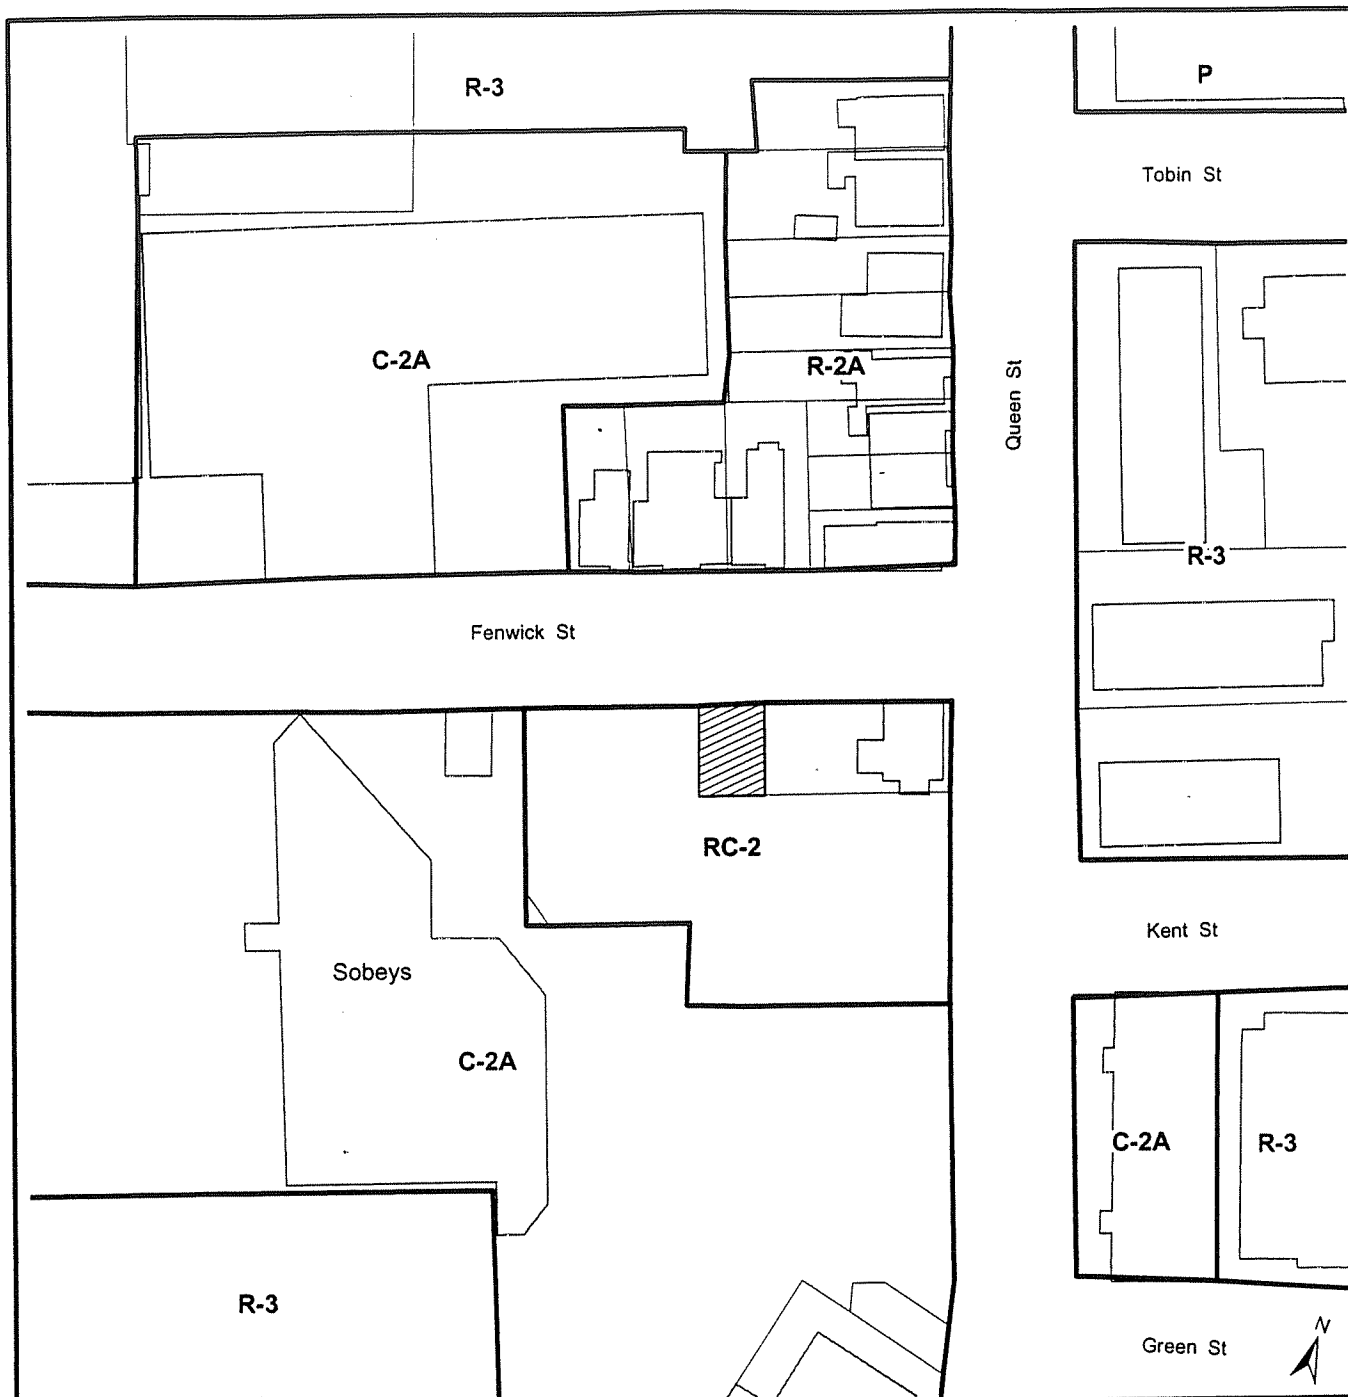 R-3
P
Tobin St
C-2A
R-2A
Queen St
R-3
Fenwick St
RC-2
Kent St
Sobeys
C-2A
C-2A
R-3
R-3
Green St
N